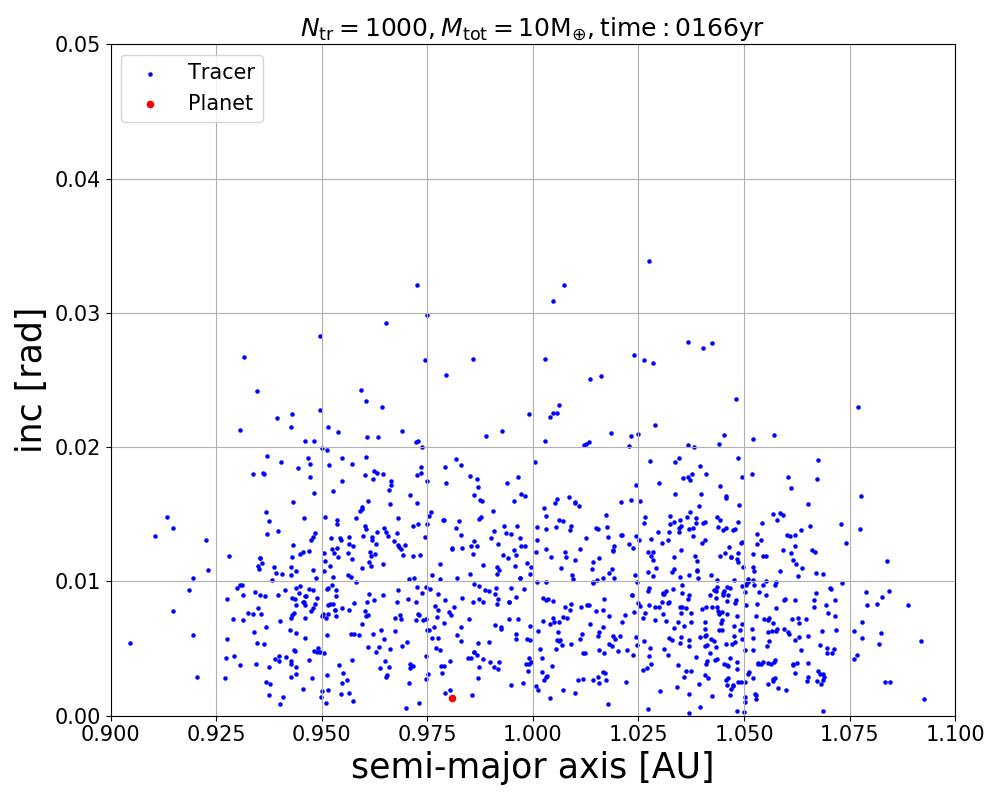 N_tr = 1000, M_tot = 10M_⊕, time : 0166yr
0.05
Tracer
Planet
0.04
0.03
inc [rad]
0.02
0.01
0.00
0.900 0.925 0.950 0.975 1.000 1.025 1.050 1.075 1.100
semi-major axis [AU]